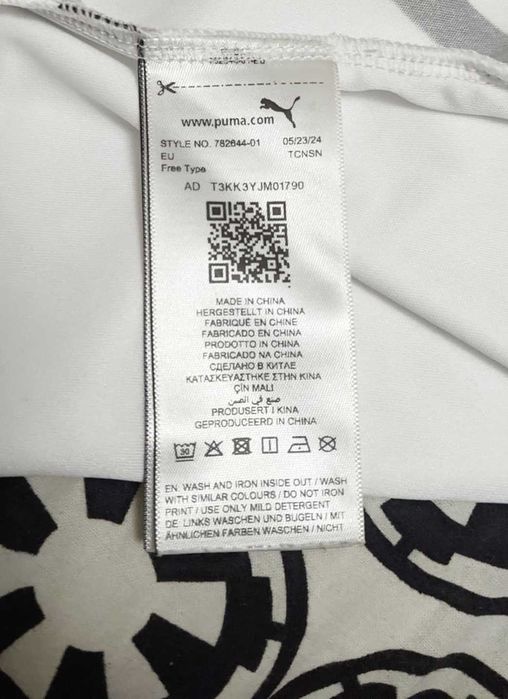 www.puma.com
STYLE NO. 782644-01 05/23/24
EU TCNSN
Free Type
AD T3KK3YJM01790
MADE IN CHINA
HERGESTELLT IN CHINA
FABRIQUÉ EN CHINE
FABRICADO EN CHINA
PRODOTTO IN CHINA
FABRICADO NA CHINA
СДЕЛАНО В КИТАЕ
ΚΑΤΑΣΚΕΥΑΣΤΗΚΕ ΣΤΗΝ ΚΙΝΑ
ÇİN MALI
صنع في الصن
PRODUSERT I KINA
GEPRODUCEERD IN CHINA
30
EN: WASH AND IRON INSIDE OUT / WASH
WITH SIMILAR COLOURS / DO NOT IRON
PRINT / USE ONLY MILD DETERGENT
DE: LINKS WASCHEN UND BUGELN / MIT
ÄHNLICHEN FARBEN WASCHEN / NICHT